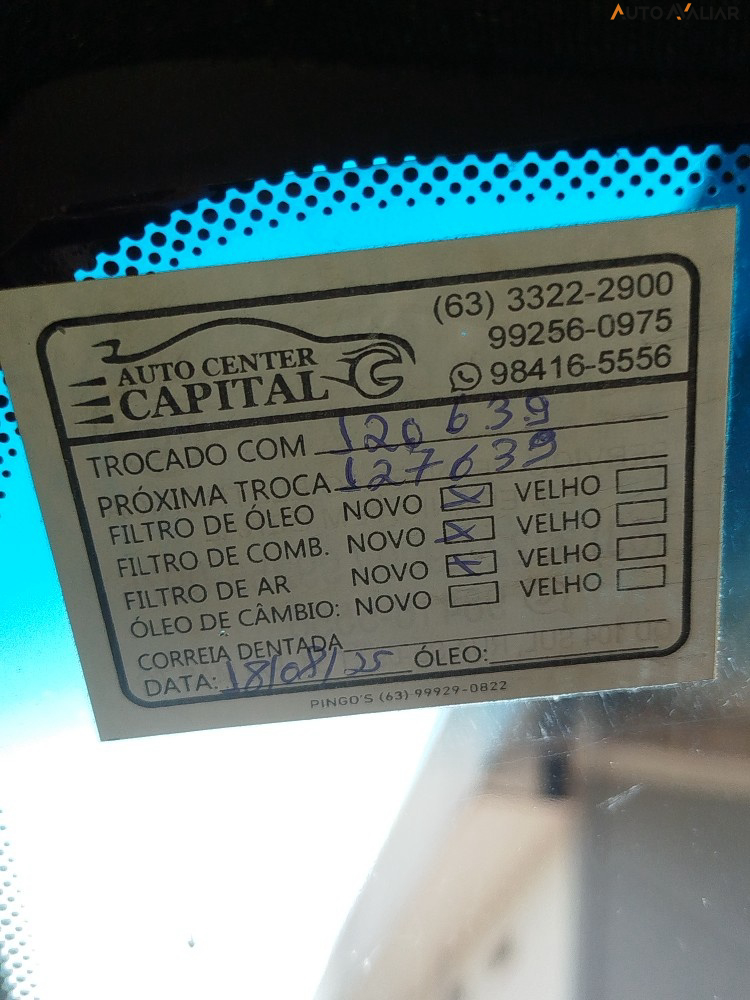 AUTO AVALIAR
(63) 3322-2900
99256-0975
98416-5556
AUTO CENTER
CAPITAL
TROCADO COM 120 639
PRÓXIMA TROCA 127639
FILTRO DE ÓLEO NOVO X VELHO
FILTRO DE COMB. NOVO X VELHO
FILTRO DE AR NOVO X VELHO
ÓLEO DE CÂMBIO: NOVO VELHO
CORREIA DENTADA
DATA: 18/08/25 ÓLEO:
PINGO'S (63) 99929-0822